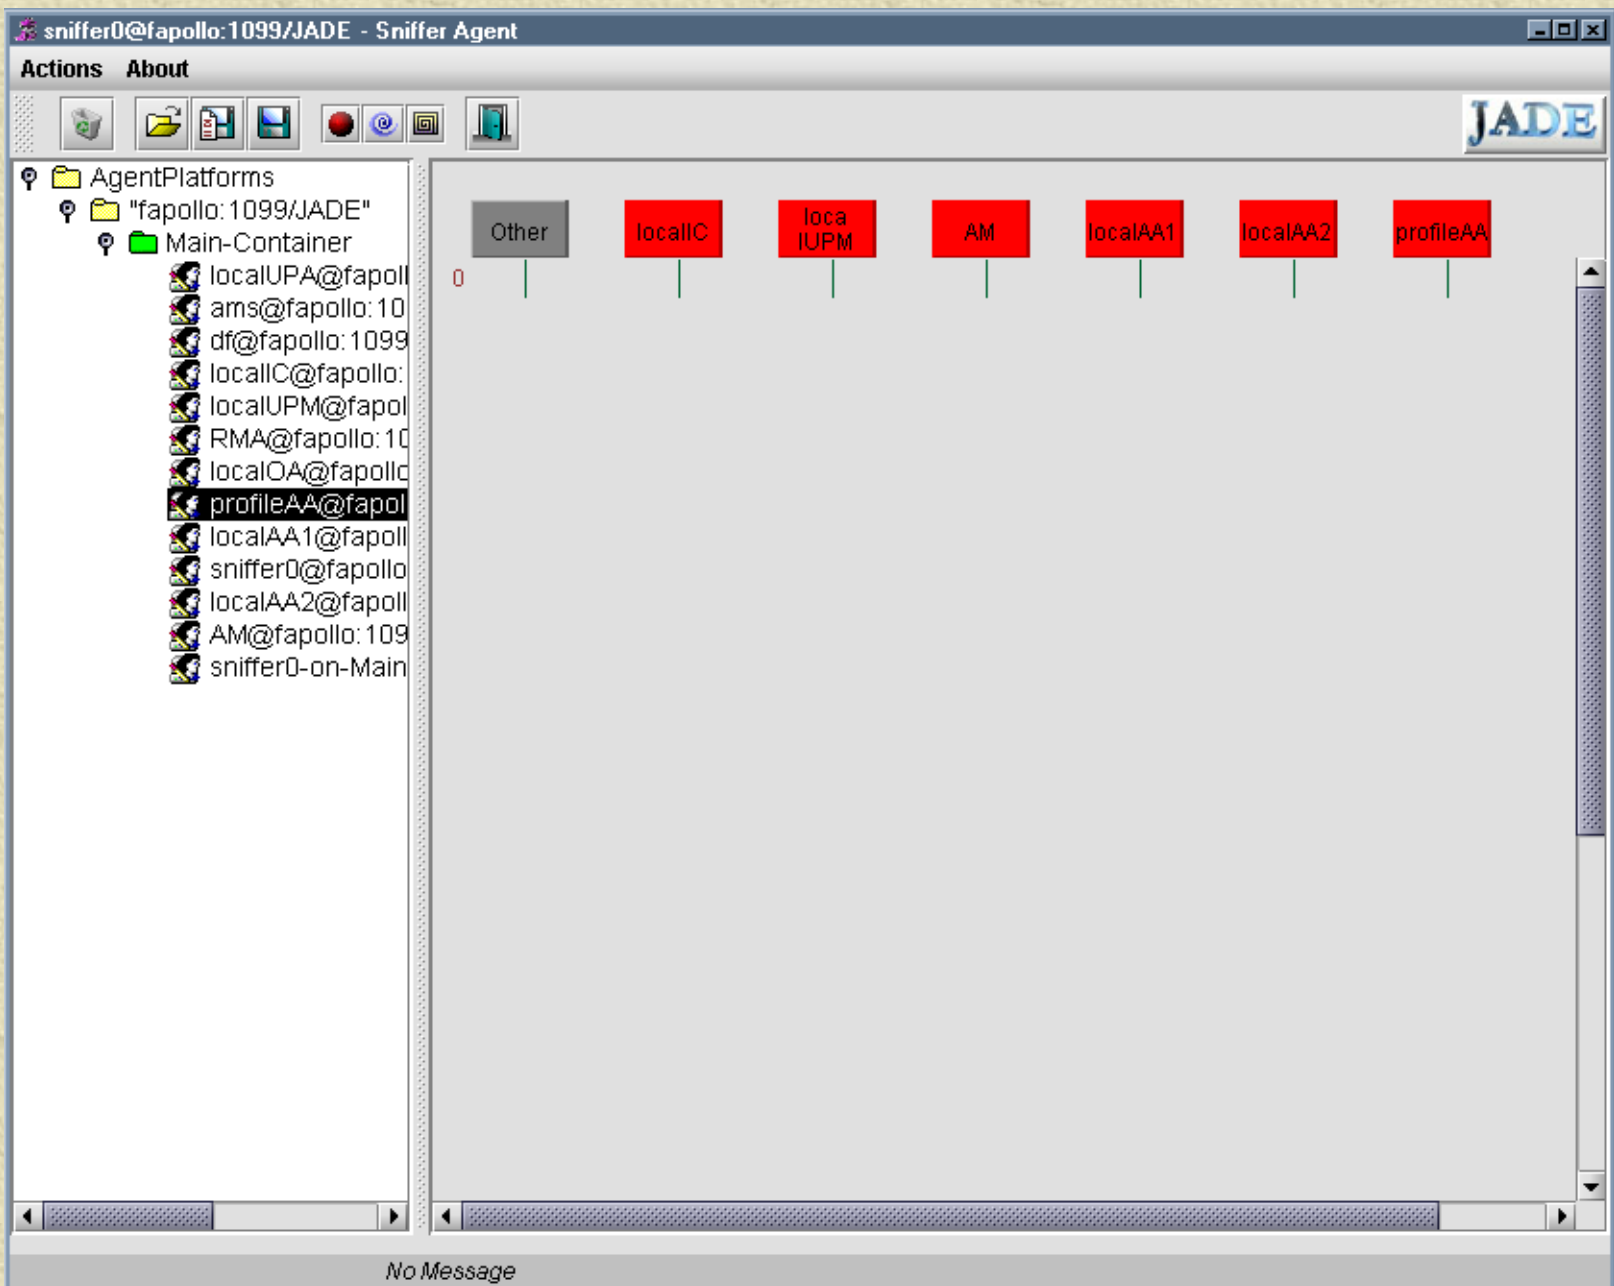 sniffer0@fapollo:1099/JADE - Sniffer Agent
Actions About
JADE
AgentPlatforms
"fapollo:1099/JADE"
Main-Container
localUPA@fapoll
ams@fapollo:10
df@fapollo:1099
localIC@fapollo:
localUPM@fapol
RMA@fapollo:10
localOA@fapollo
profileAA@fapol
localAA1@fapoll
sniffer0@fapollo
localAA2@fapoll
AM@fapollo:109
sniffer0-on-Main
Other localIC loca AM localAA1 localAA2 profileAA
lUPM
0
No Message